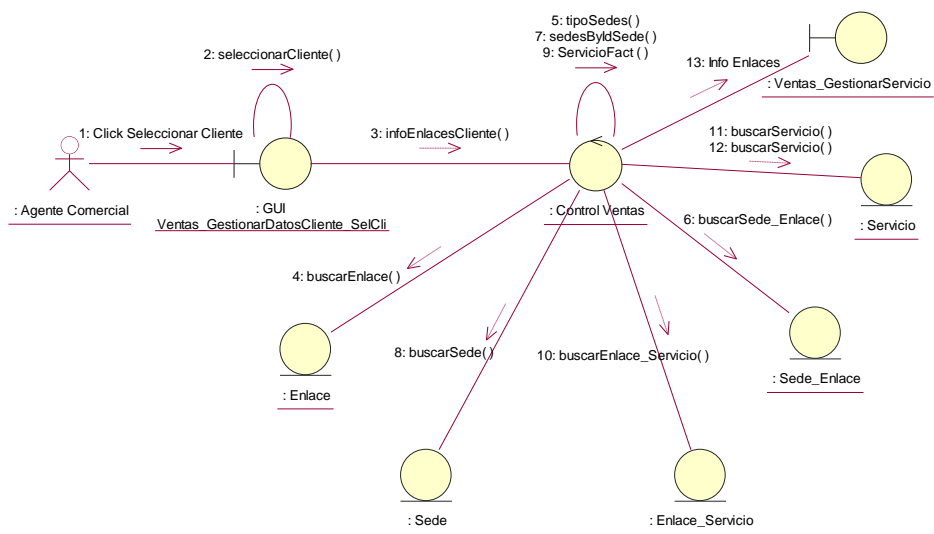 5: tipoSedes( )
7: sedesByIdSede( )
9: ServicioFact ( )
2: seleccionarCliente( )
13: Info Enlaces
: Ventas_GestionarServicio
1: Click Seleccionar Cliente
3: infoEnlacesCliente( )
11: buscarServicio( )
12: buscarServicio( )
: Agente Comercial
: GUI
Ventas_GestionarDatosCliente_SelCli
: Control Ventas
6: buscarSede_Enlace( )
: Servicio
4: buscarEnlace( )
8: buscarSede( )
10: buscarEnlace_Servicio( )
: Sede_Enlace
: Enlace
: Sede
: Enlace_Servicio